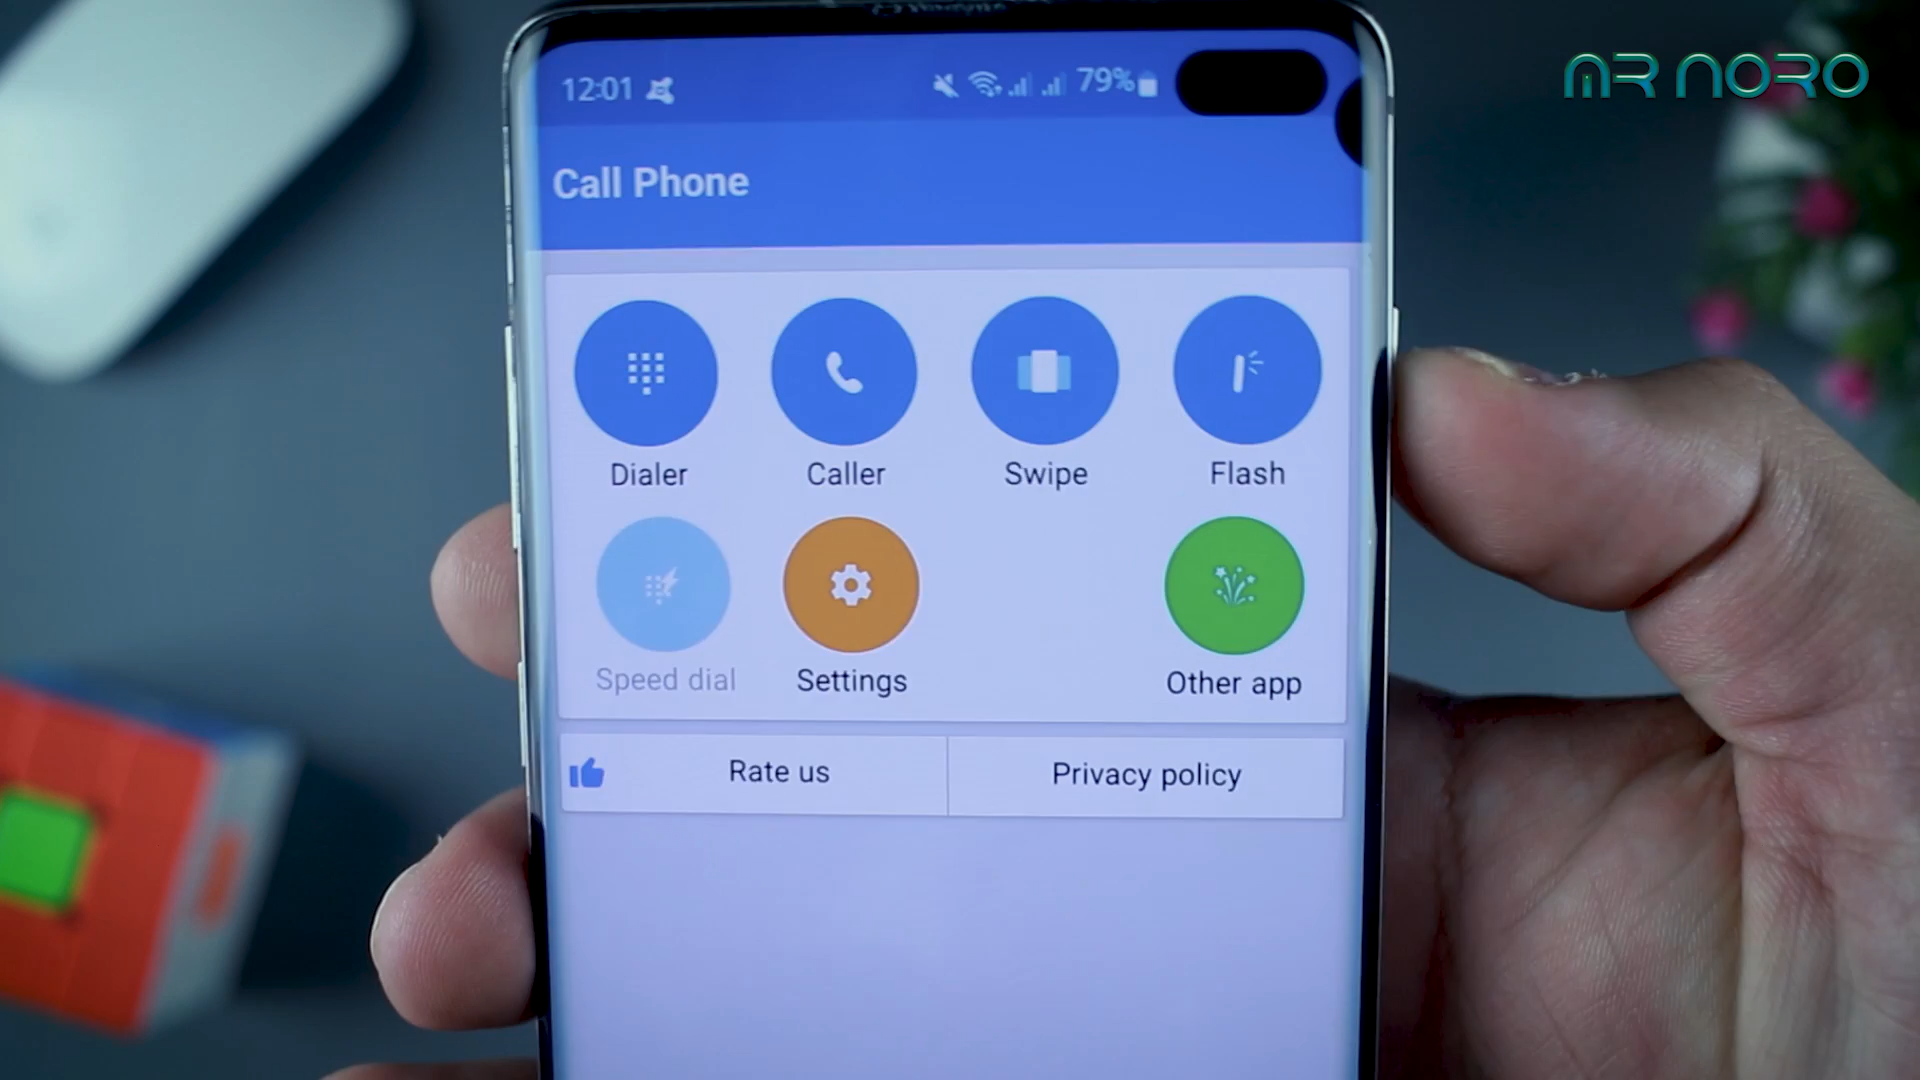 MR NORO
12:01
79%
Call Phone
Dialer
Caller
Swipe
Flash
Speed dial
Settings
Other app
Rate us
Privacy policy